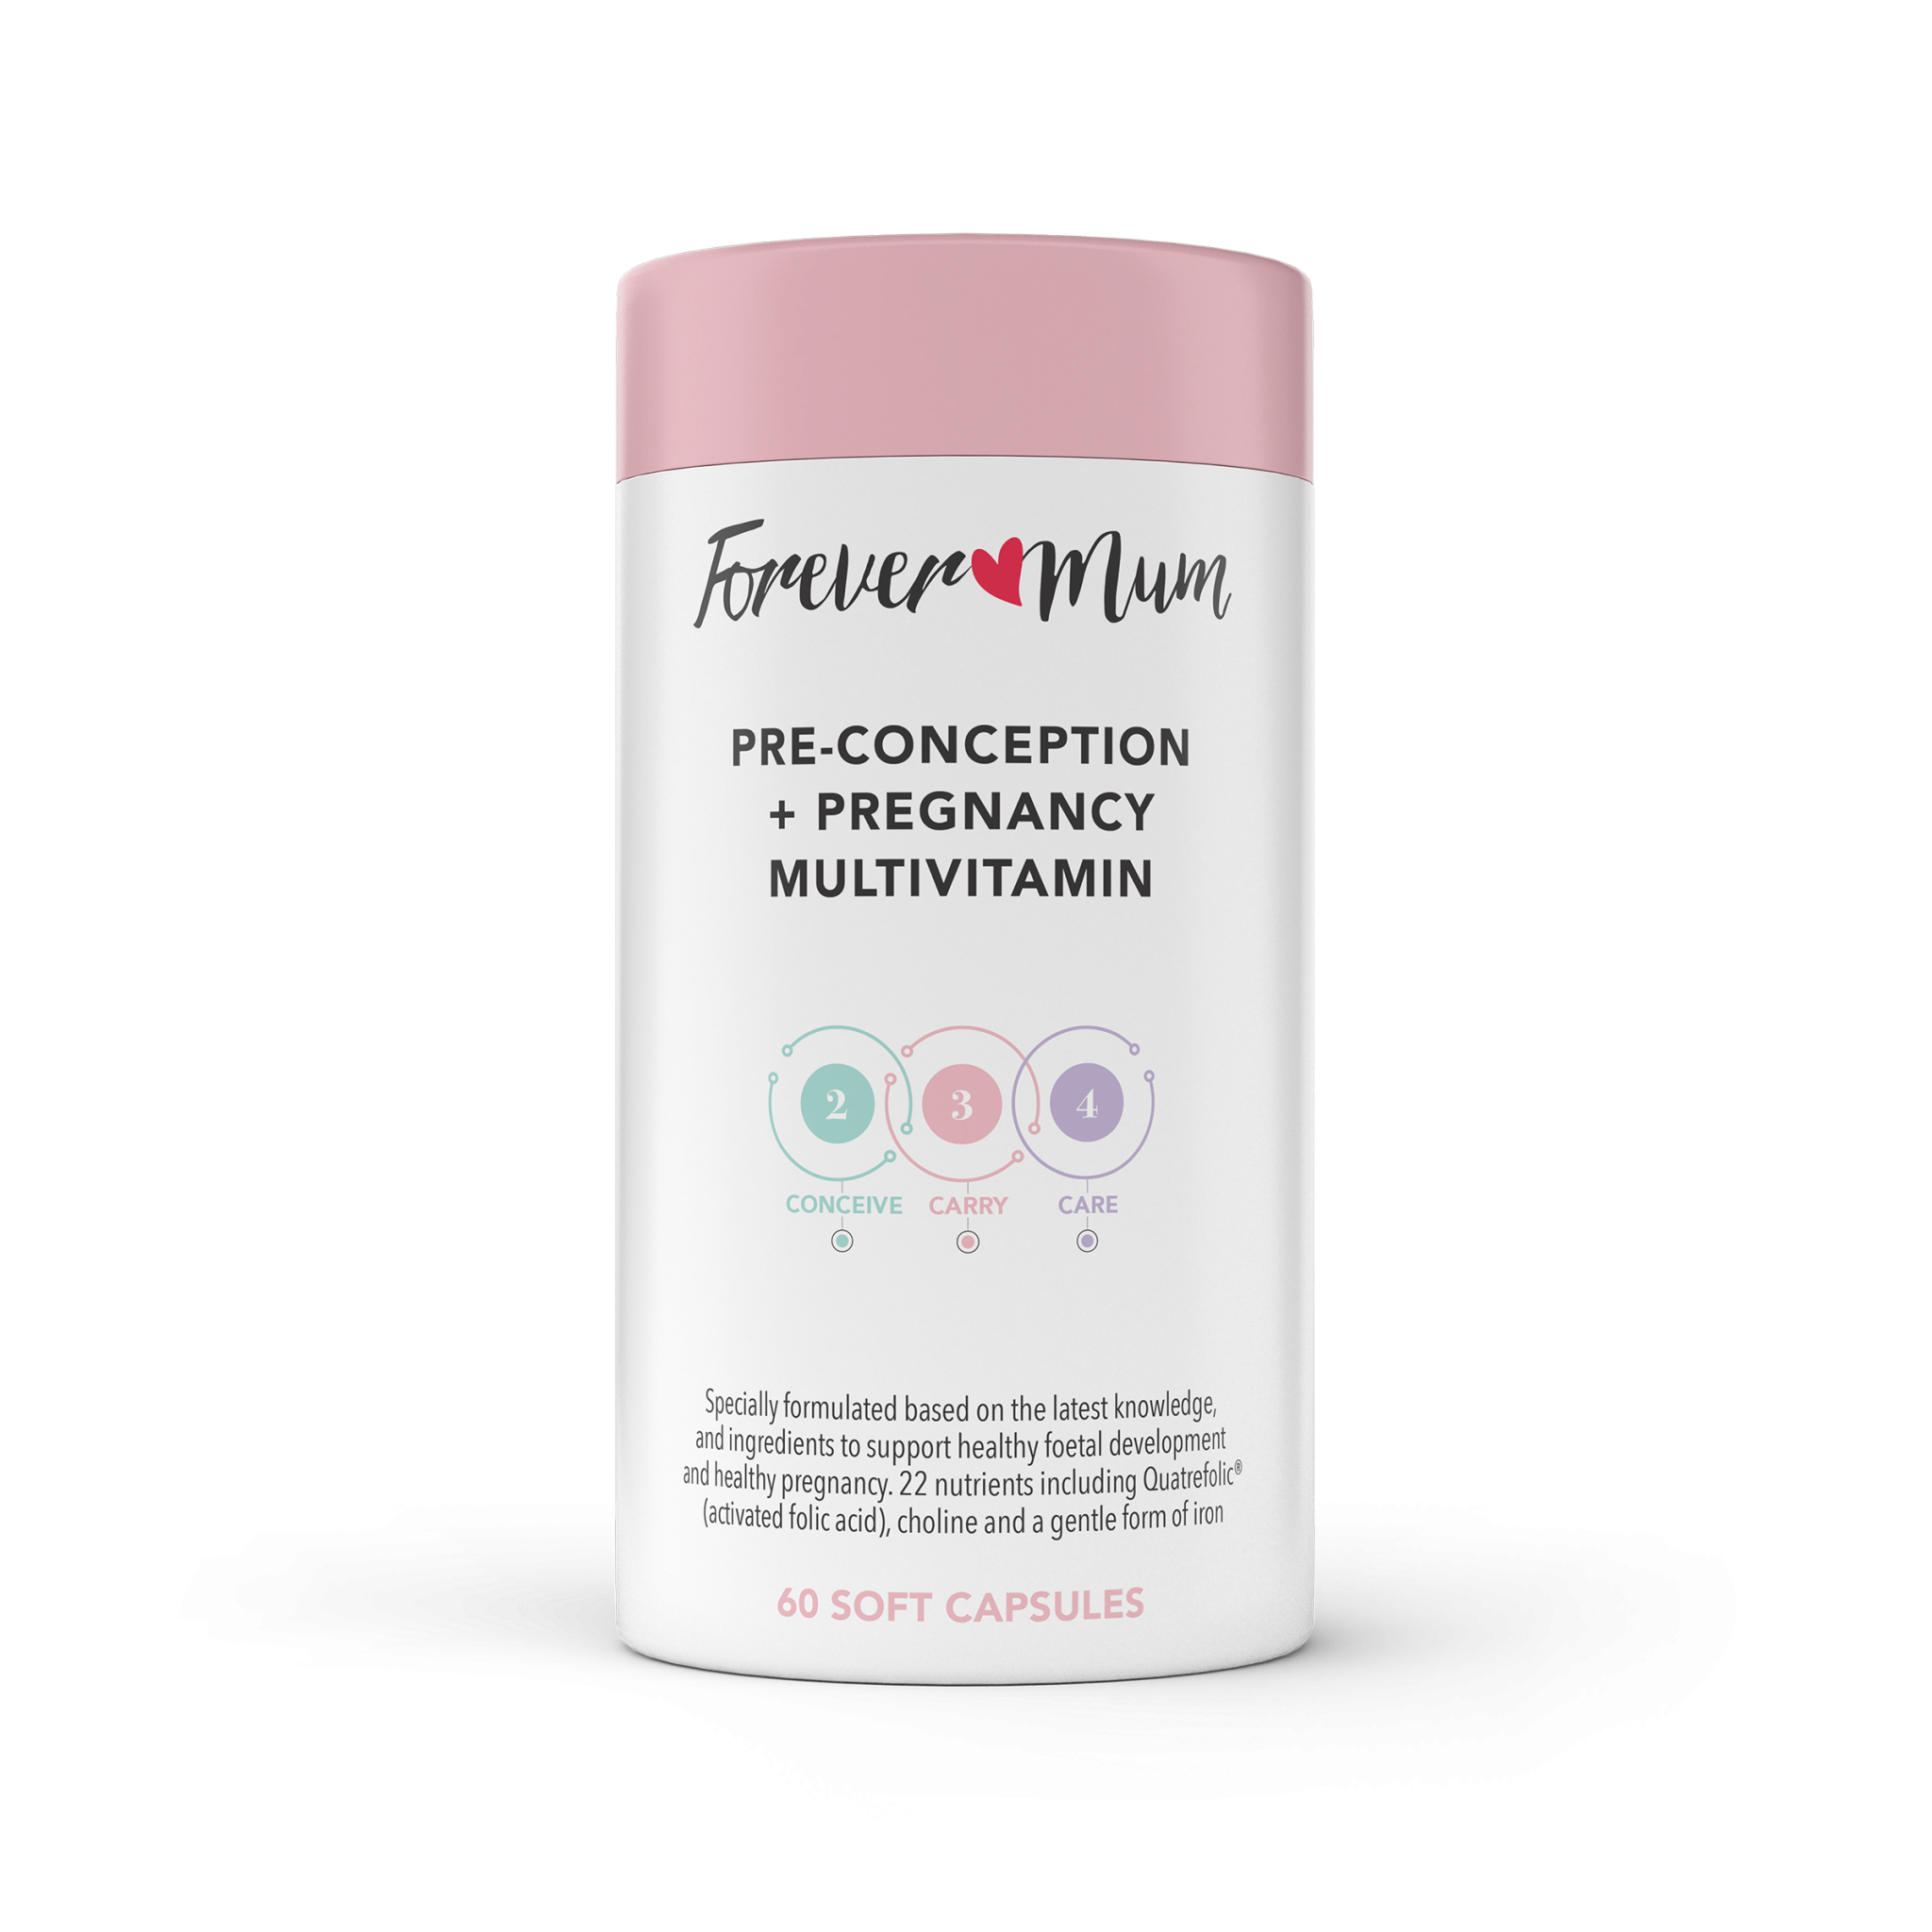 Forever Mum
PRE-CONCEPTION
+ PREGNANCY
MULTIVITAMIN
2 3 4
CONCEIVE CARRY CARE
Specially formulated based on the latest knowledge,
and ingredients to support healthy foetal development
and healthy pregnancy. 22 nutrients including Quatrefolic®
(activated folic acid), choline and a gentle form of iron
60 SOFT CAPSULES